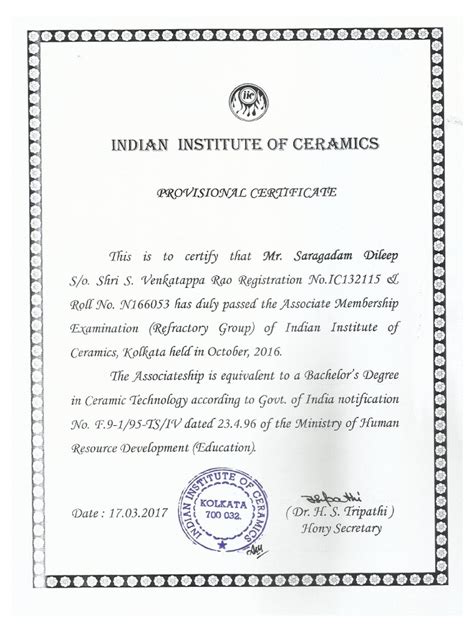 iic
INDIAN INSTITUTE OF CERAMICS
PROVISIONAL CERTIFICATE
This is to certify that Mr. Saragadam Dileep
S/o. Shri S. Venkatappa Rao Registration No.IC132115 &
Roll No. N166053 has duly passed the Associate Membership
Examination (Refractory Group) of Indian Institute of
Ceramics, Kolkata held in October, 2016.
The Associateship is equivalent to a Bachelor's Degree
in Ceramic Technology according to Govt. of India notification
No. F.9-1/95-TS/IV dated 23.4.96 of the Ministry of Human
Resource Development (Education).
INDIAN INSTITUTE OF CERAMICS
KOLKATA
700 032.
Date : 17.03.2017
( Dr. H. S. Tripathi )
Hony Secretary